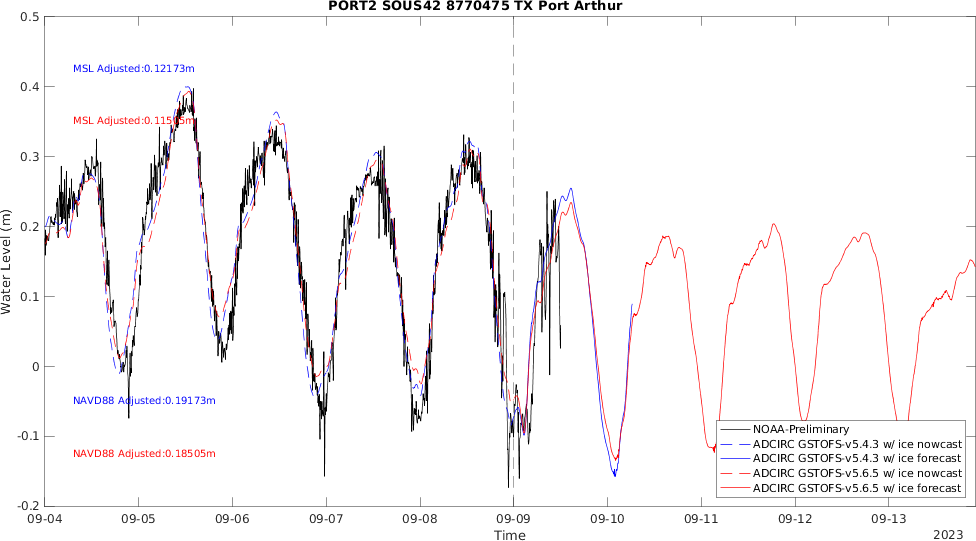 PORT2 SOUS42 8770475 TX Port Arthur
0.5
MSL Adjusted:0.12173m
0.4
MSL Adjusted:0.11505m
0.3
Water Level (m)
0.2
0.1
0
NAVD88 Adjusted:0.19173m
-0.1
NAVD88 Adjusted:0.18505m
NOAA-Preliminary
ADCIRC GSTOFS-v5.4.3 w/ ice nowcast
ADCIRC GSTOFS-v5.4.3 w/ ice forecast
ADCIRC GSTOFS-v5.6.5 w/ ice nowcast
ADCIRC GSTOFS-v5.6.5 w/ ice forecast
-0.2
09-04 09-05 09-06 09-07 09-08 09-09 09-10 09-11 09-12 09-13
Time
2023